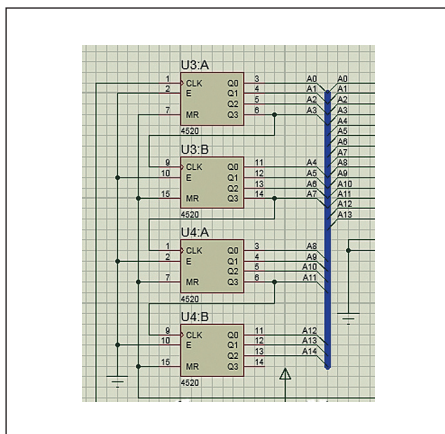 U3:A
1 CLK Q0 3 A0 A0
2 E Q1 4 A1 A1
Q2 5 A2 A2
7 MR Q3 6 A3 A3
4520
A4
A5
A6
A7
U3:B
9 CLK Q0 11 A4 A8
10 E Q1 12 A5 A9
Q2 13 A6 A10
15 MR Q3 14 A7 A11
4520
A12
A13
U4:A
1 CLK Q0 3 A8
2 E Q1 4 A9
Q2 5 A10
7 MR Q3 6 A11
4520
U4:B
9 CLK Q0 11 A12
10 E Q1 12 A13
Q2 13 A14
15 MR Q3 14
4520